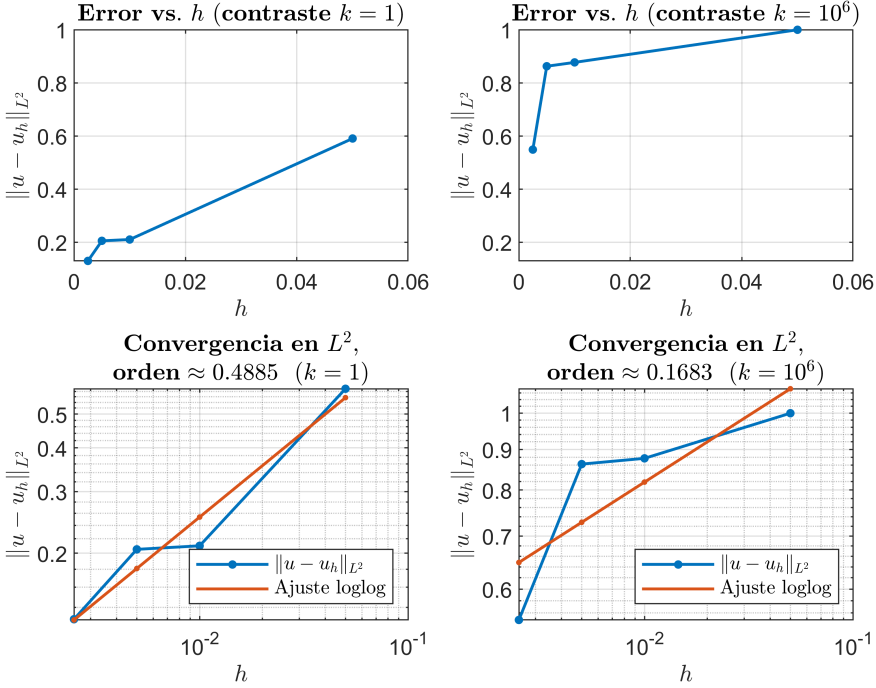 Error vs. h (contraste k = 1)
1
0.8
0.6
0.4
0.2
0
0.02
0.04
0.06
h
‖u − u_h‖_{L²}
Error vs. h (contraste k = 10⁶)
1
0.8
0.6
0.4
0.2
0
0.02
0.04
0.06
h
‖u − u_h‖_{L²}
Convergencia en L²,
orden ≈ 0.4885 (k = 1)
0.5
0.4
0.3
0.2
10⁻²
10⁻¹
h
‖u − u_h‖_{L²}
‖u − u_h‖_{L²}
Ajuste loglog
Convergencia en L²,
orden ≈ 0.1683 (k = 10⁶)
1
0.9
0.8
0.7
0.6
10⁻²
10⁻¹
h
‖u − u_h‖_{L²}
‖u − u_h‖_{L²}
Ajuste loglog